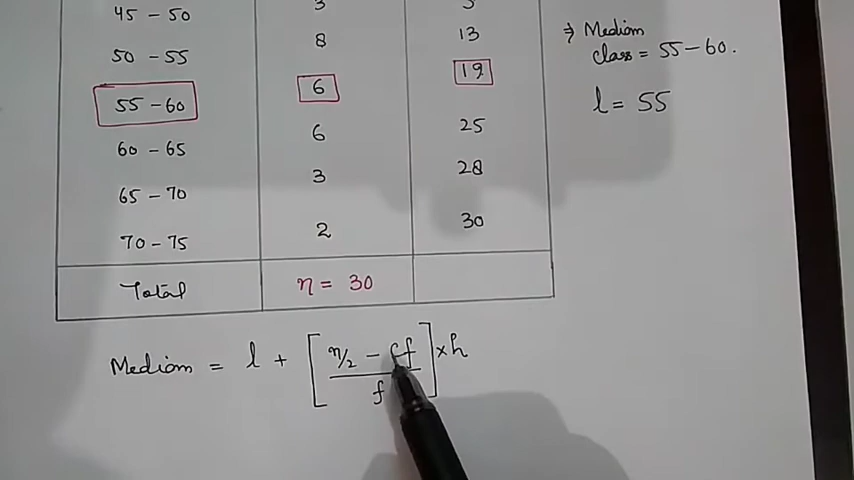 45 - 50 3 5
50 - 55 8 13
55 - 60 6 19
60 - 65 6 25
65 - 70 3 28
70 - 75 2 30
Total n = 30
⇒ Median
class = 55 - 60.
l = 55
Median = l + [ n/2 - cf / f ] × h